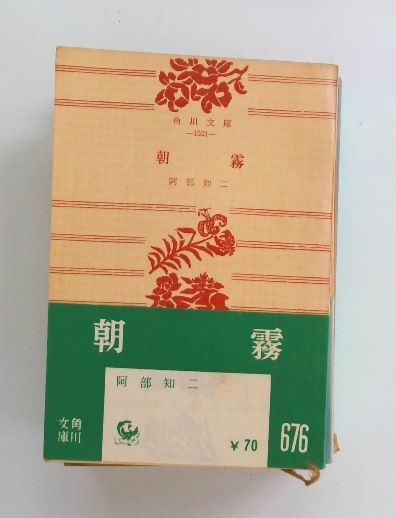 角川文庫
—1531—
朝霧
阿部知二
朝霧
阿部知二
角川文庫
¥70
676